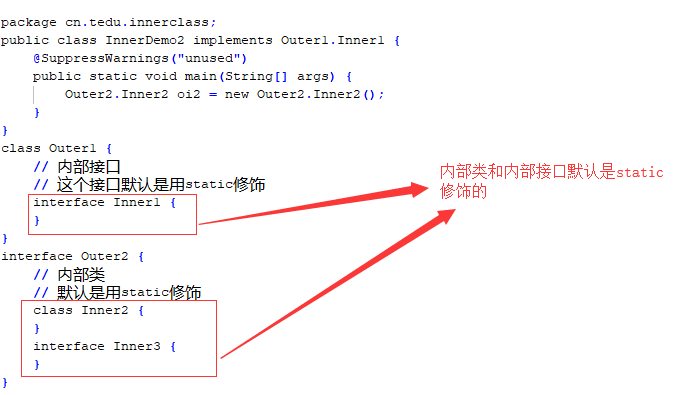 package cn.tedu.innerclass;
public class InnerDemo2 implements Outer1.Inner1 {
    @SuppressWarnings("unused")
    public static void main(String[] args) {
        Outer2.Inner2 oi2 = new Outer2.Inner2();
    }
}
class Outer1 {
    // 内部接口
    // 这个接口默认是用static修饰
    interface Inner1 {
    }
}
interface Outer2 {
    // 内部类
    // 默认是用static修饰
    class Inner2 {
    }
    interface Inner3 {
    }
}
内部类和内部接口默认是static
修饰的